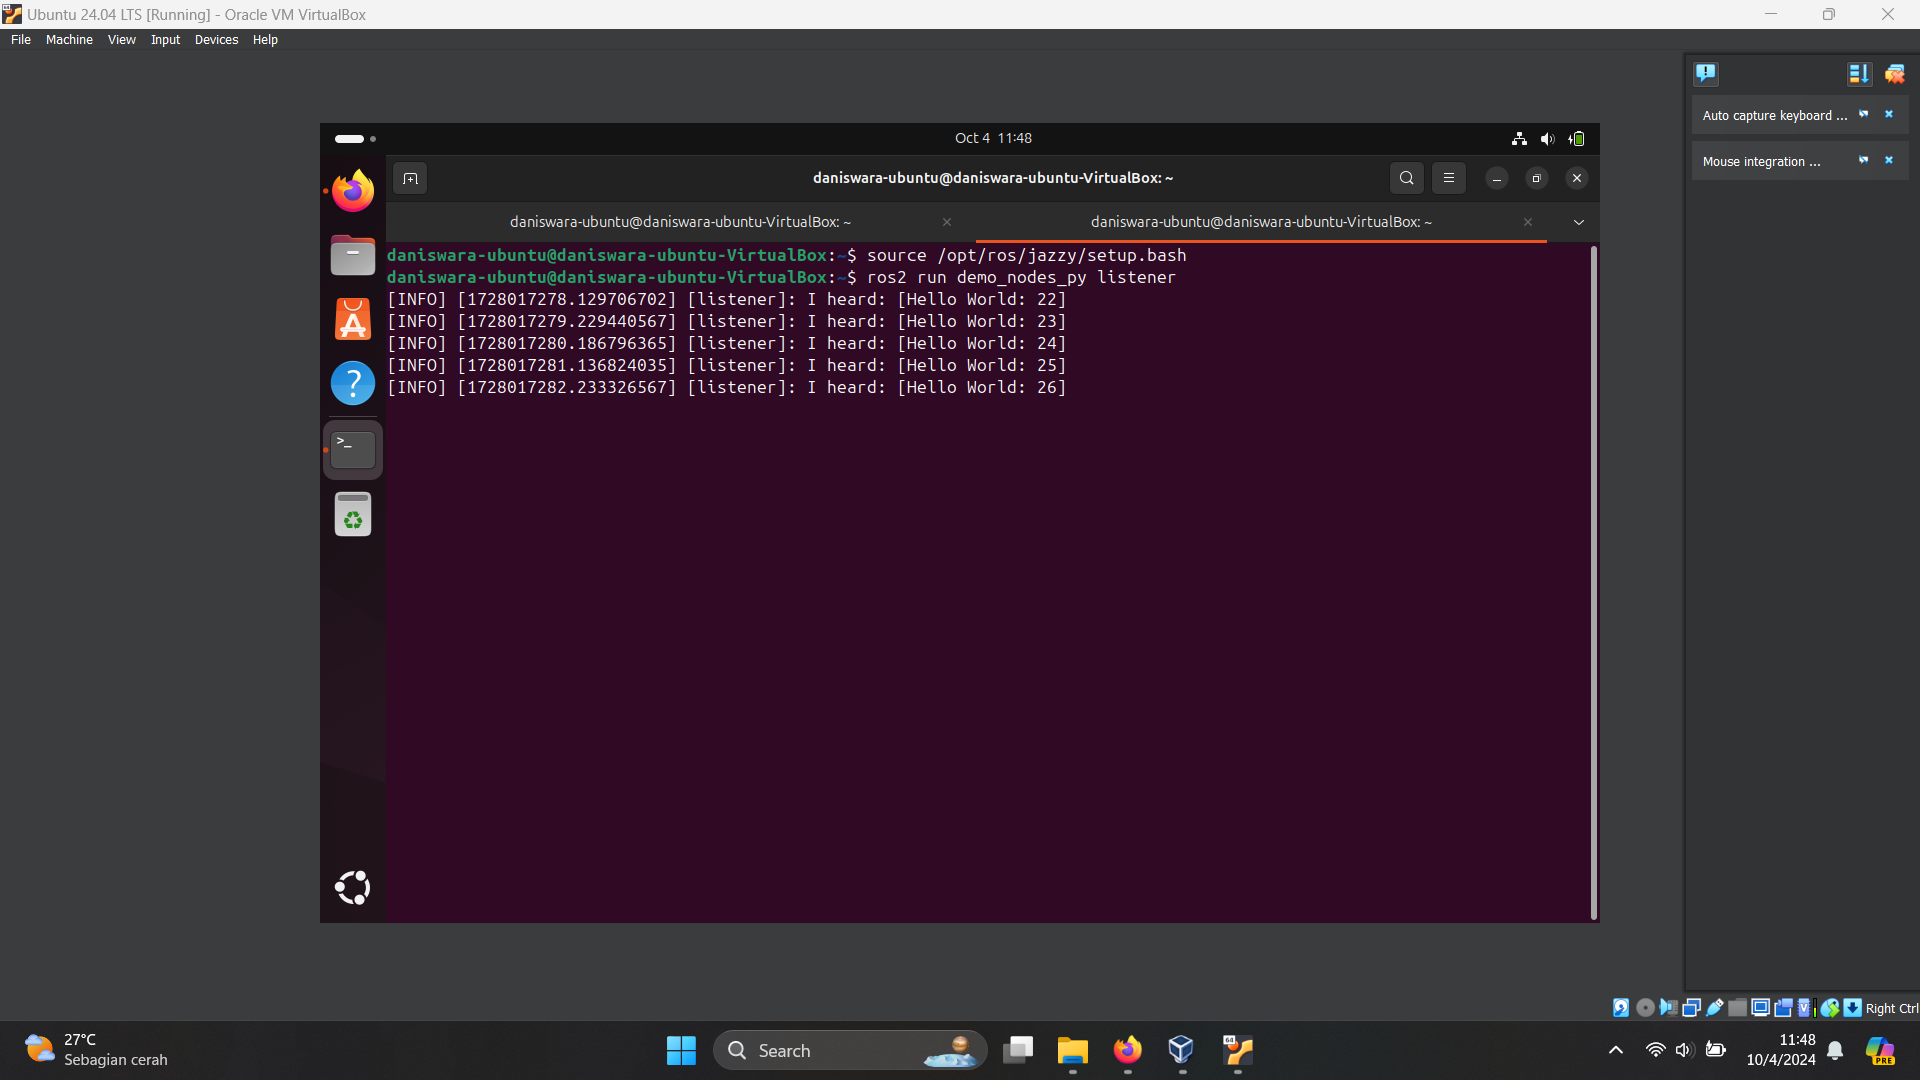 Ubuntu 24.04 LTS [Running] - Oracle VM VirtualBox
File Machine View Input Devices Help
Auto capture keyboard ...
Mouse integration ...
Oct 4 11:48
daniswara-ubuntu@daniswara-ubuntu-VirtualBox: ~
daniswara-ubuntu@daniswara-ubuntu-VirtualBox: ~
daniswara-ubuntu@daniswara-ubuntu-VirtualBox: ~
daniswara-ubuntu@daniswara-ubuntu-VirtualBox:~$ source /opt/ros/jazzy/setup.bash
daniswara-ubuntu@daniswara-ubuntu-VirtualBox:~$ ros2 run demo_nodes_py listener
[INFO] [1728017278.129706702] [listener]: I heard: [Hello World: 22]
[INFO] [1728017279.229440567] [listener]: I heard: [Hello World: 23]
[INFO] [1728017280.186796365] [listener]: I heard: [Hello World: 24]
[INFO] [1728017281.136824035] [listener]: I heard: [Hello World: 25]
[INFO] [1728017282.233326567] [listener]: I heard: [Hello World: 26]
Right Ctrl
27°C
Sebagian cerah
Search
64
11:48
10/4/2024
PRE